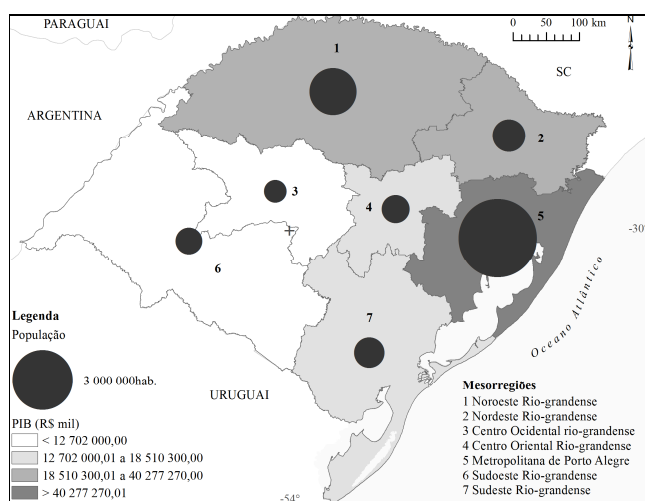 PARAGUAI
0 50 100 km
N
1
SC
ARGENTINA
2
3
4
5
6
-30°
7
Oceano Atlântico
Legenda
População
3 000 000hab.
URUGUAI
PIB (R$ mil)
< 12 702 000,00
12 702 000,01 a 18 510 300,00
18 510 300,01 a 40 277 270,00
> 40 277 270,01
-54°
Mesorregiões
1 Noroeste Rio-grandense
2 Nordeste Rio-grandense
3 Centro Ocidental rio-grandense
4 Centro Oriental Rio-grandense
5 Metropolitana de Porto Alegre
6 Sudoeste Rio-grandense
7 Sudeste Rio-grandense